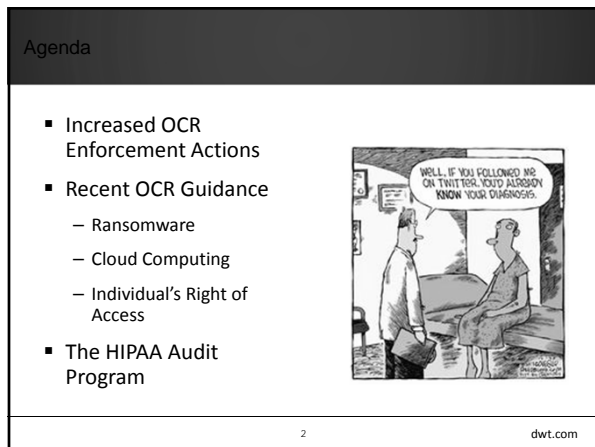 Agenda
▪ Increased OCR
Enforcement Actions
▪ Recent OCR Guidance
– Ransomware
– Cloud Computing
– Individual's Right of
Access
▪ The HIPAA Audit
Program
WELL, IF YOU FOLLOWED ME
ON TWITTER, YOU'D ALREADY
KNOW YOUR DIAGNOSIS.
2
dwt.com